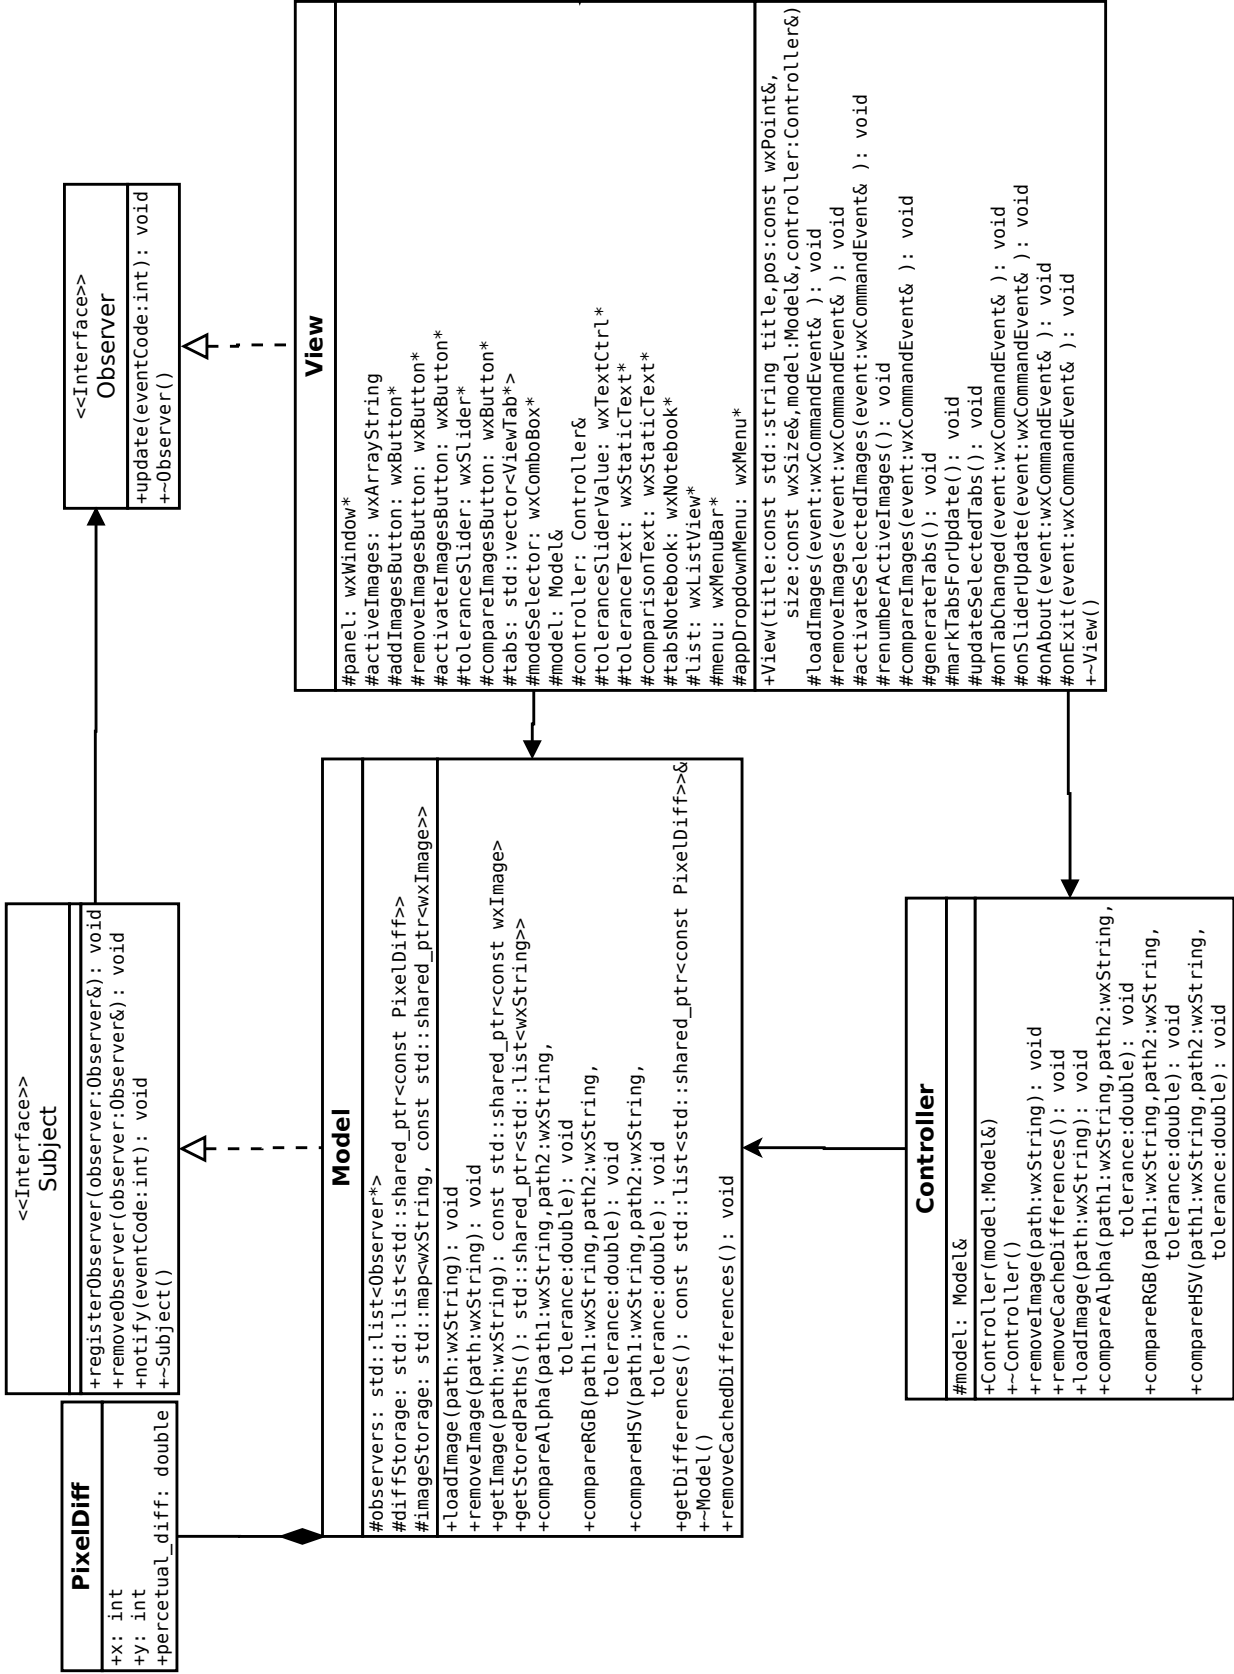 PixelDiff
+x: int
+y: int
+percetual_diff: double
<<Interface>>
Subject
+registerObserver(observer:Observer&): void
+removeObserver(observer:Observer&): void
+notify(eventCode:int): void
+~Subject()
<<Interface>>
Observer
+update(eventCode:int): void
+~Observer()
Model
#observers: std::list<Observer*>
#diffStorage: std::list<std::shared_ptr<const PixelDiff>>
#imageStorage: std::map<wxString, const std::shared_ptr<wxImage>>
+loadImage(path:wxString): void
+removeImage(path:wxString): void
+getImage(path:wxString): const std::shared_ptr<const wxImage>
+getStoredPaths(): std::shared_ptr<std::list<wxString>>
+compareAlpha(path1:wxString,path2:wxString,
tolerance:double): void
+compareRGB(path1:wxString,path2:wxString,
tolerance:double): void
+compareHSV(path1:wxString,path2:wxString,
tolerance:double): void
+getDifferences(): const std::list<std::shared_ptr<const PixelDiff>>&
+~Model()
+removeCachedDifferences(): void
View
#panel: wxWindow*
#activeImages: wxArrayString
#addImagesButton: wxButton*
#removeImagesButton: wxButton*
#activateImagesButton: wxButton*
#toleranceSlider: wxSlider*
#compareImagesButton: wxButton*
#tabs: std::vector<ViewTab*>
#modeSelector: wxComboBox*
#model: Model&
#controller: Controller&
#toleranceSliderValue: wxTextCtrl*
#toleranceText: wxStaticText*
#comparisonText: wxStaticText*
#tabsNotebook: wxNotebook*
#list: wxListView*
#menu: wxMenuBar*
#appDropdownMenu: wxMenu*
+View(title:const std::string title,pos:const wxPoint&,
size:const wxSize&,model:Model&,controller:Controller&)
#loadImages(event:wxCommandEvent& ): void
#removeImages(event:wxCommandEvent& ): void
#activateSelectedImages(event:wxCommandEvent& ): void
#renumberActiveImages(): void
#compareImages(event:wxCommandEvent& ): void
#generateTabs(): void
#markTabsForUpdate(): void
#updateSelectedTabs(): void
#onTabChanged(event:wxCommandEvent& ): void
#onSliderUpdate(event:wxCommandEvent& ): void
#onAbout(event:wxCommandEvent& ): void
#onExit(event:wxCommandEvent& ): void
+~View()
Controller
#model: Model&
+Controller(model:Model&)
+~Controller()
+removeImage(path:wxString): void
+removeCacheDifferences(): void
+loadImage(path:wxString): void
+compareAlpha(path1:wxString,path2:wxString,
tolerance:double): void
+compareRGB(path1:wxString,path2:wxString,
tolerance:double): void
+compareHSV(path1:wxString,path2:wxString,
tolerance:double): void